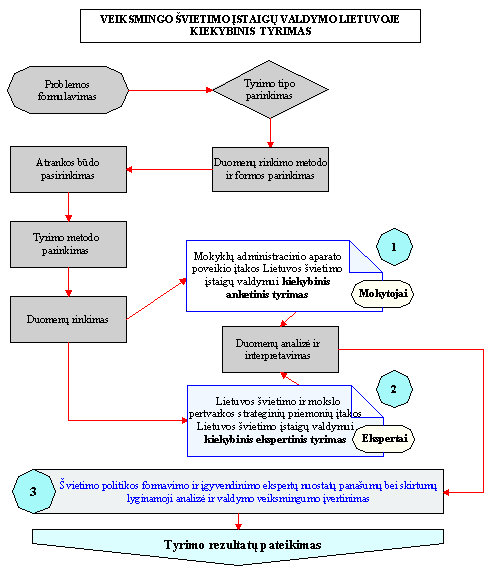 VEIKSMINGO ŠVIETIMO ĮSTAIGŲ VALDYMO LIETUVOJE
KIEKYBINIS TYRIMAS
Problemos
formulavimas
Tyrimo tipo
parinkimas
Duomenų rinkimo metodo
ir formos parinkimas
Atrankos būdo
pasirinkimas
Tyrimo metodo
parinkimas
Duomenų rinkimas
Mokyklų administracinio aparato
poveikio įtakos Lietuvos švietimo
įstaigų valdymui kiekybinis
anketinis tyrimas
1
Mokytojai
Duomenų analizė ir
interpretavimas
Lietuvos švietimo ir mokslo
pertvarkos strateginių priemonių įtakos
Lietuvos švietimo įstaigų valdymui
kiekybinis ekspertinis tyrimas
2
Ekspertai
3
Švietimo politikos formavimo ir įgyvendinimo ekspertų nuostatų panašumų bei skirtumų
lyginamoji analizė ir valdymo veiksmingumo įvertinimas
Tyrimo rezultatų pateikimas